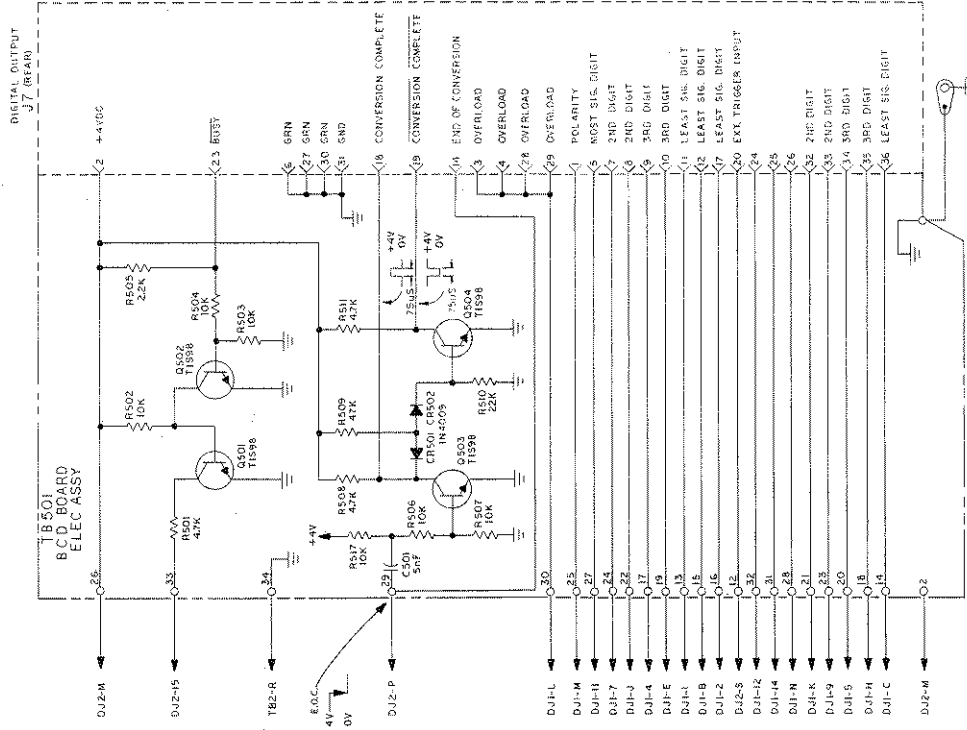 DIGITAL OUTPUT
J7 (REAR)
2 +4VDC
23 BUSY
6 GRN
27 GRN
30 GRN
31 GND
18 CONVERSION COMPLETE
19 CONVERSION COMPLETE
14 END OF CONVERSION
3 OVERLOAD
4 OVERLOAD
28 OVERLOAD
29 OVERLOAD
1 POLARITY
5 MOST SIG. DIGIT
7 2ND DIGIT
8 2ND DIGIT
9 3RD DIGIT
10 3RD DIGIT
11 LEAST SIG. DIGIT
12 LEAST SIG. DIGIT
17 LEAST SIG. DIGIT
20 EXT. TRIGGER INPUT
24
25
26
32 2ND DIGIT
33 2ND DIGIT
34 3RD DIGIT
35 3RD DIGIT
36 LEAST SIG. DIGIT
R505
2.2K
R504
10K
R503
10K
Q502
TIS98
R502
10K
Q501
TIS98
R501
4.7K
TB501
BCD BOARD
ELEC ASSY
+4V
0V
75uS
+4V
0V
75uS
R511
4.7K
Q504
TIS98
R509
47K
CR501 CR502
1N4009
R510
22K
R508
4.7K
Q503
TIS98
R506
10K
R507
10K
+4V
R517
10K
C501
5nF
26
33
34
29
30
25
27
24
22
17
19
13
15
16
12
32
31
28
21
23
20
18
14
2
DJ2-M
DJ2-15
TB2-R
E.O.C.
4V
0V
DJ2-P
DJ1-L
DJ1-M
DJ1-11
DJ1-7
DJ1-J
DJ1-4
DJ1-E
DJ1-1
DJ1-B
DJ1-2
DJ2-S
DJ1-12
DJ1-14
DJ1-N
DJ1-K
DJ1-9
DJ1-5
DJ1-H
DJ1-C
DJ2-M